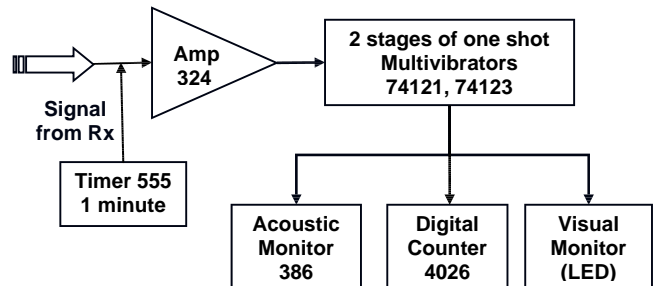 Amp
324
2 stages of one shot
Multivibrators
74121, 74123
Signal
from Rx
Timer 555
1 minute
Acoustic
Monitor
386
Digital
Counter
4026
Visual
Monitor
(LED)